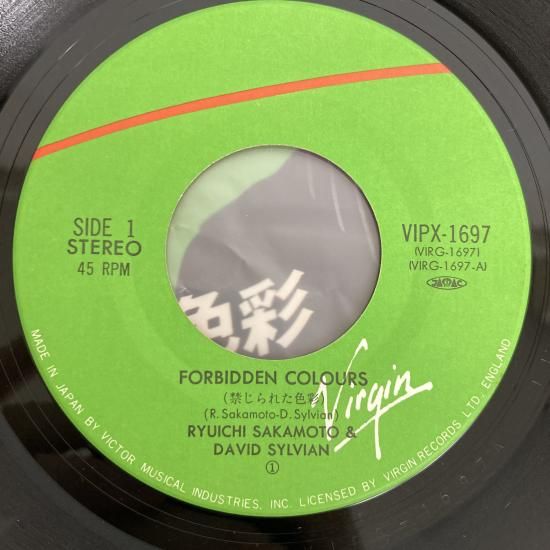 SIDE 1
STEREO
45 RPM
VIPX-1697
(VIRG-1697)
(VIRG-1697-A)
JASRAC
色彩
FORBIDDEN COLOURS
(禁じられた色彩)
(R. Sakamoto-D. Sylvian)
RYUICHI SAKAMOTO &
DAVID SYLVIAN
①
Virgin
MADE IN JAPAN BY VICTOR MUSICAL INDUSTRIES, INC. LICENSED BY VIRGIN RECORDS LTD., ENGLAND